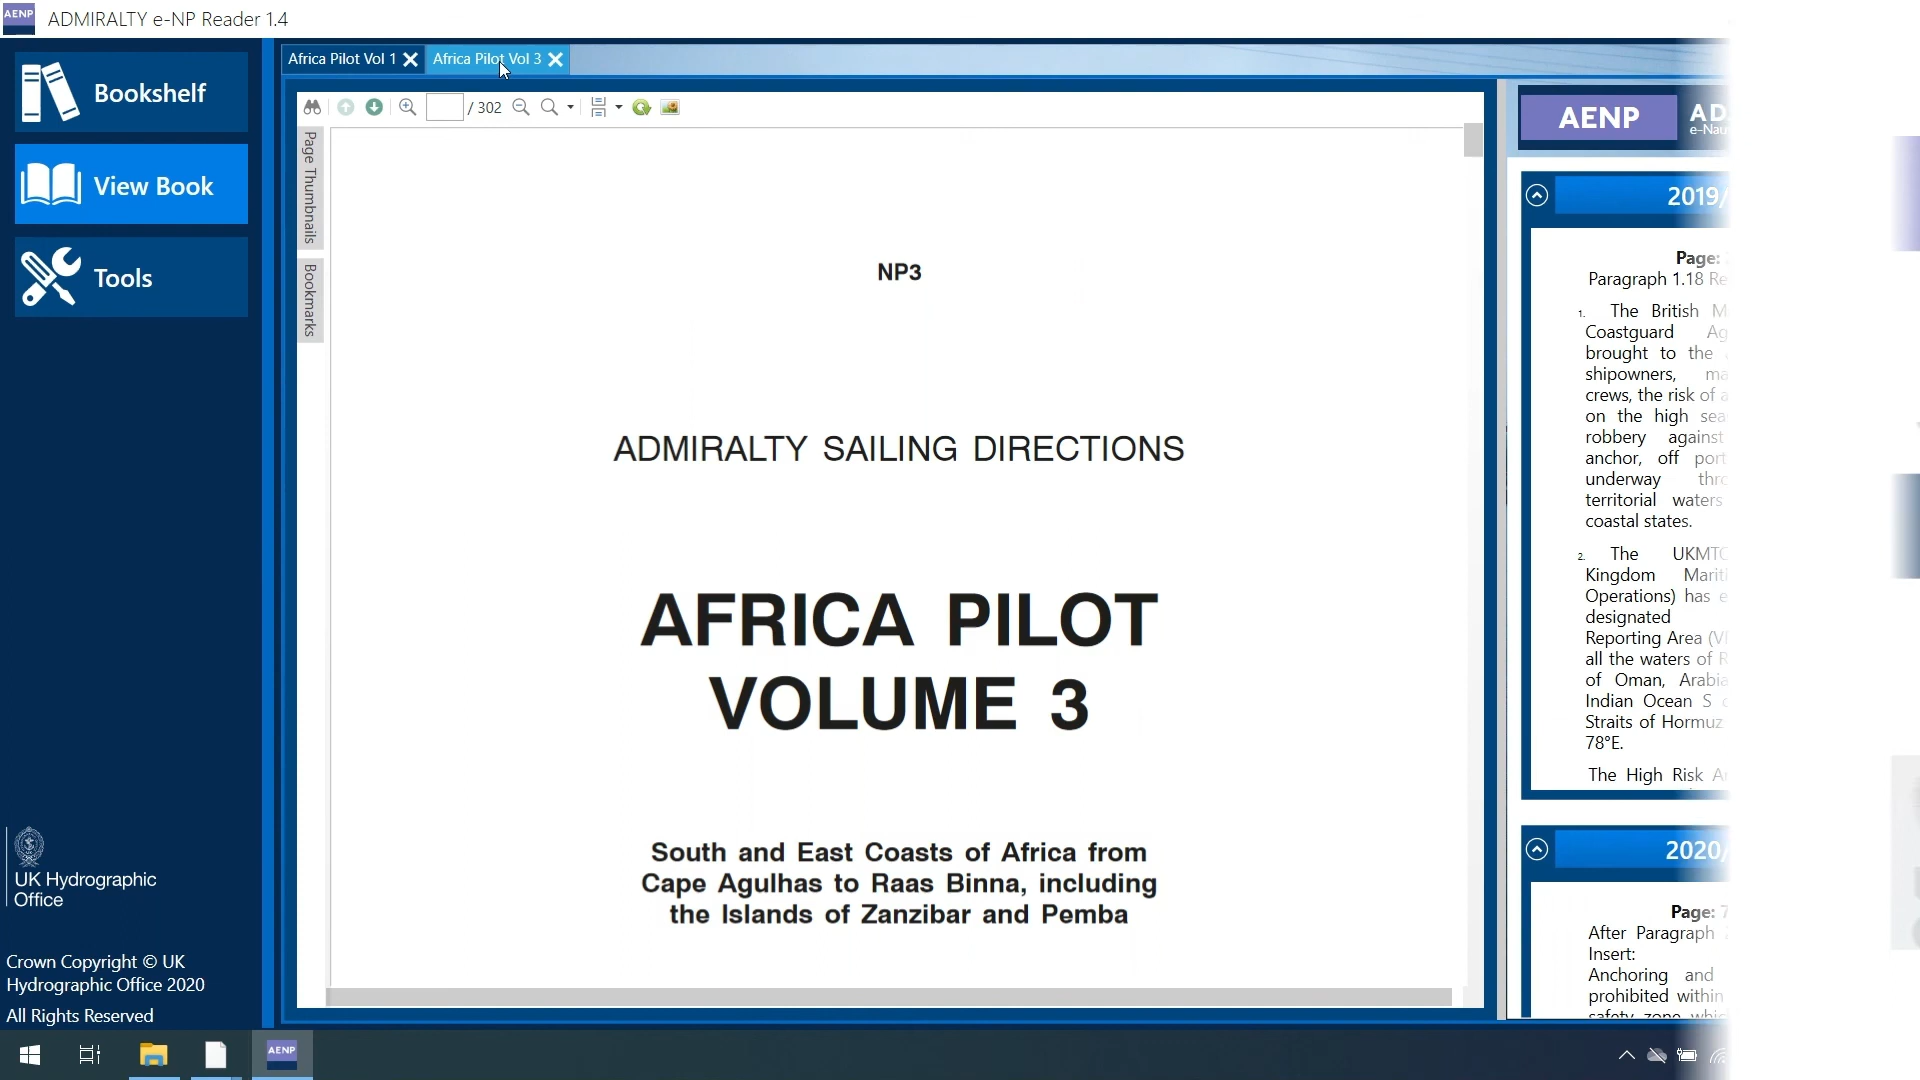 AENP
ADMIRALTY e-NP Reader 1.4
Bookshelf
View Book
Tools
UK Hydrographic
Office
Crown Copyright © UK
Hydrographic Office 2020
All Rights Reserved
Africa Pilot Vol 1
Africa Pilot Vol 3
/ 302
Page Thumbnails
Bookmarks
NP3
ADMIRALTY SAILING DIRECTIONS
AFRICA PILOT
VOLUME 3
South and East Coasts of Africa from
Cape Agulhas to Raas Binna, including
the Islands of Zanzibar and Pemba
AENP
2019/
Page:
Paragraph 1.18
1. The British
Coastguard
brought to the
shipowners,
crews, the risk of
on the high
robbery against
anchor, off
underway
territorial waters
coastal states.
2. The
Kingdom
Operations) has
designated
Reporting Area
all the waters of
of Oman,
Indian Ocean S
Straits of Hormuz
78°E.
The High Risk
2020/
Page: 7
After Paragraph
Insert:
Anchoring and
prohibited within
safety zone
AENP